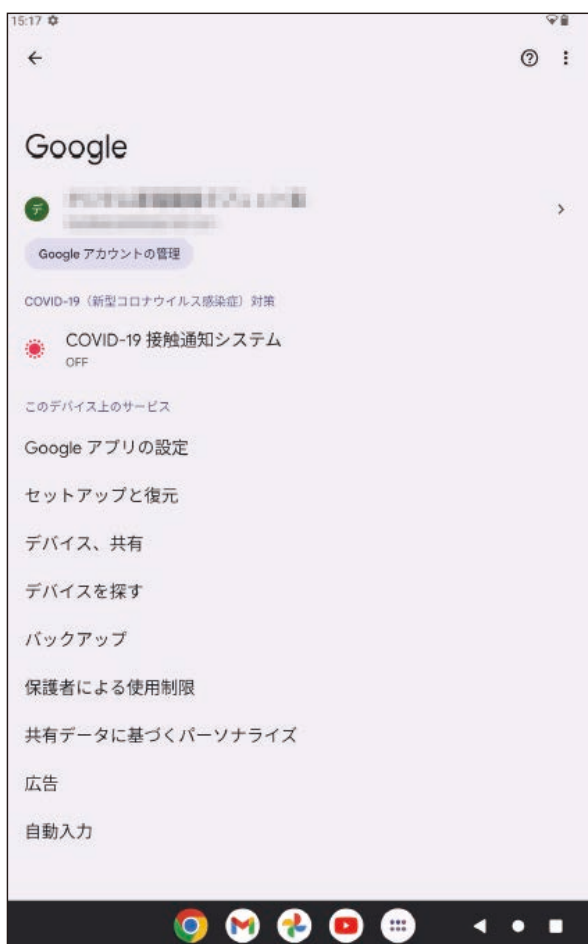 15:17
Google
デ
Google アカウントの管理
COVID-19（新型コロナウイルス感染症）対策
COVID-19 接触通知システム
OFF
このデバイス上のサービス
Google アプリの設定
セットアップと復元
デバイス、共有
デバイスを探す
バックアップ
保護者による使用制限
共有データに基づくパーソナライズ
広告
自動入力